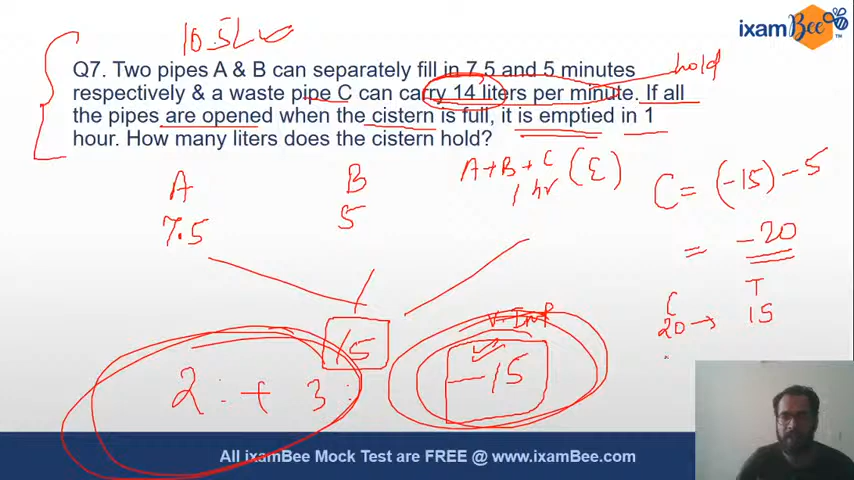 10.5L
ixamBee
Q7. Two pipes A & B can separately fill in 7.5 and 5 minutes
respectively & a waste pipe C can carry 14 liters per minute. If all
the pipes are opened when the cistern is full, it is emptied in 1
hour. How many liters does the cistern hold?
hold
A B
7.5 5
A+B+C (E)
1 hr
C = (-15) - 5
= -20
C T
20 → 15
15
V.Imp
-15
2 : + 3 :
All ixamBee Mock Test are FREE @ www.ixamBee.com